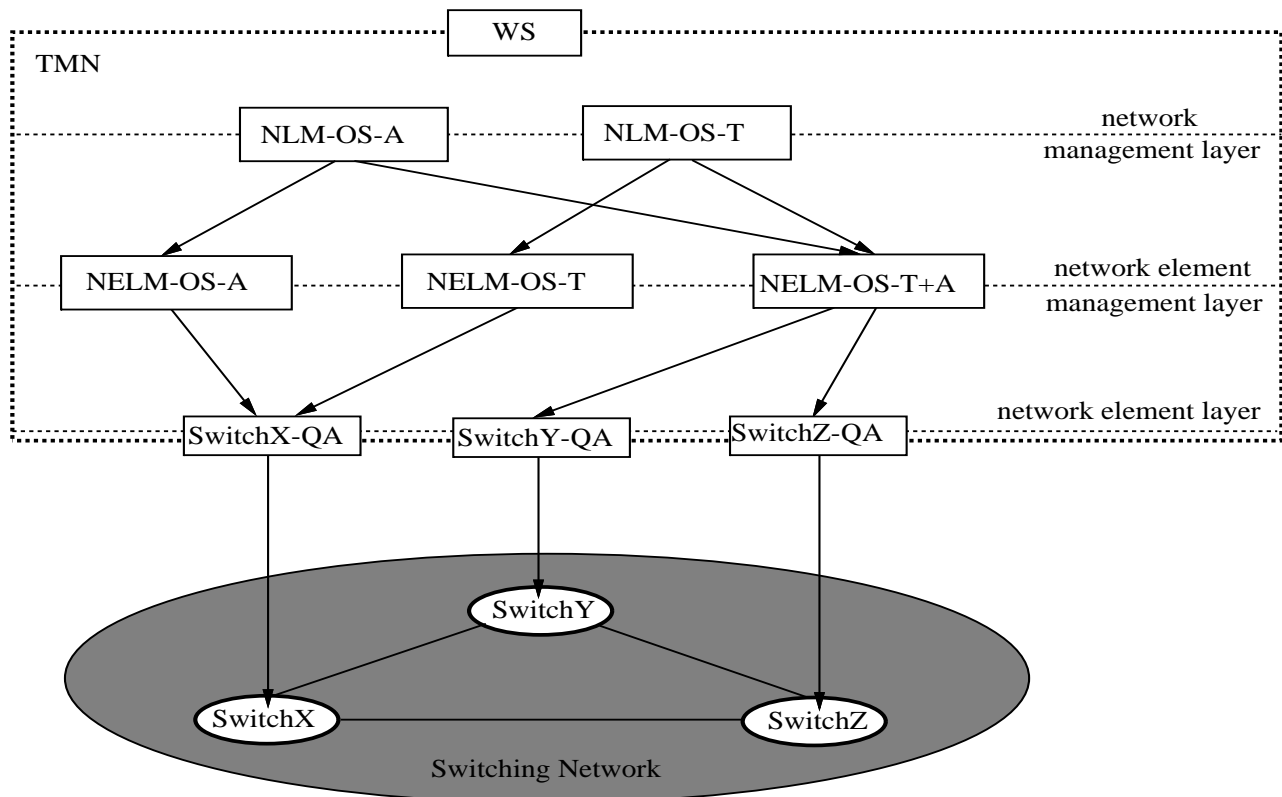 WS
TMN
NLM-OS-A
NLM-OS-T
network
management layer
NELM-OS-A
NELM-OS-T
NELM-OS-T+A
network element
management layer
SwitchX-QA
SwitchY-QA
SwitchZ-QA
network element layer
SwitchY
SwitchX
SwitchZ
Switching Network